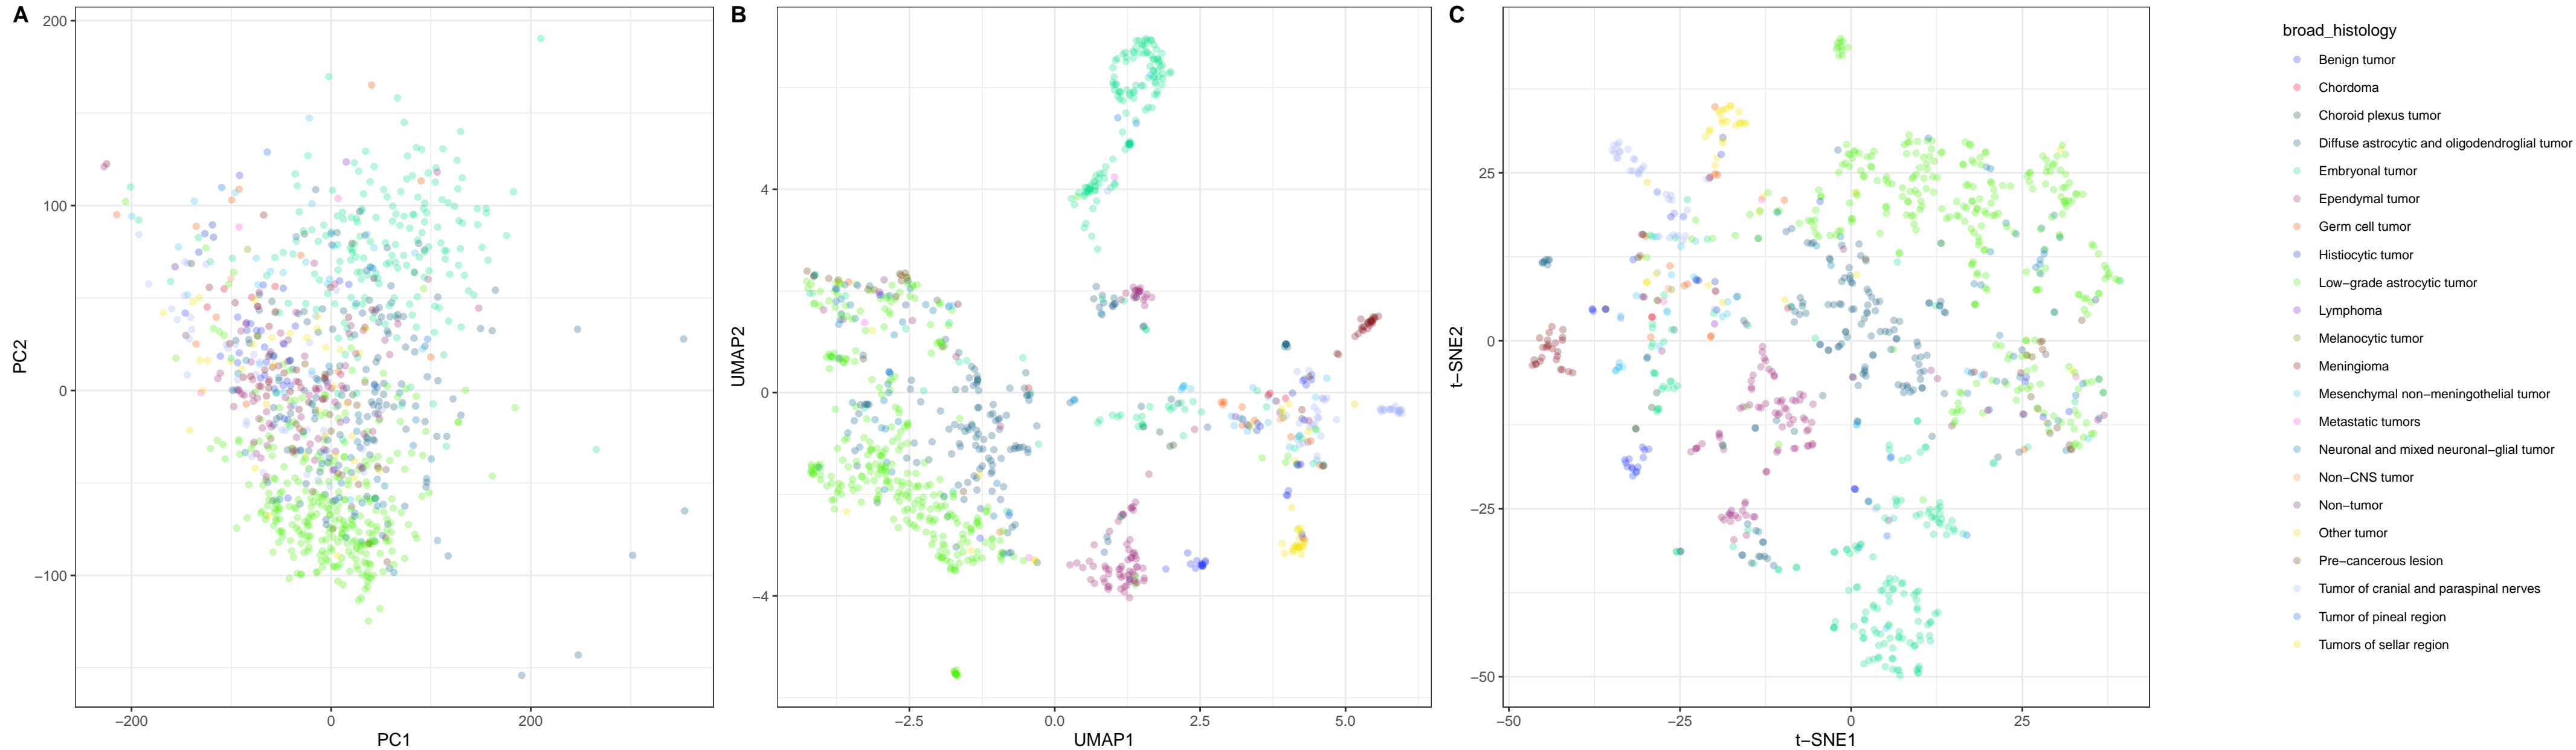 A
200
100
0
−100
PC2
−200
0
200
PC1
B
4
0
−4
UMAP2
−2.5
0.0
2.5
5.0
UMAP1
C
25
0
−25
−50
t−SNE2
−50
−25
0
25
t−SNE1
broad_histology
Benign tumor
Chordoma
Choroid plexus tumor
Diffuse astrocytic and oligodendroglial tumor
Embryonal tumor
Ependymal tumor
Germ cell tumor
Histiocytic tumor
Low−grade astrocytic tumor
Lymphoma
Melanocytic tumor
Meningioma
Mesenchymal non−meningothelial tumor
Metastatic tumors
Neuronal and mixed neuronal−glial tumor
Non−CNS tumor
Non−tumor
Other tumor
Pre−cancerous lesion
Tumor of cranial and paraspinal nerves
Tumor of pineal region
Tumors of sellar region